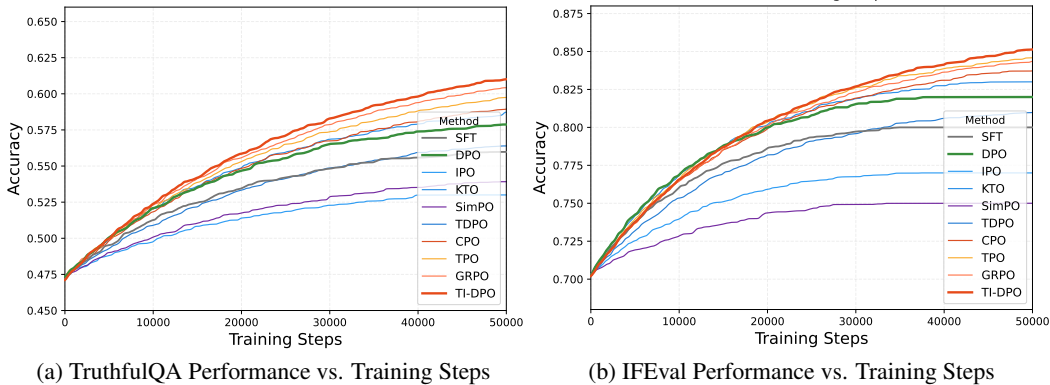 0.650
0.625
0.600
0.575
0.550
0.525
0.500
0.475
0.450
Accuracy
0
10000
20000
30000
40000
50000
Training Steps
Method
SFT
DPO
IPO
KTO
SimPO
TDPO
CPO
TPO
GRPO
TI-DPO
(a) TruthfulQA Performance vs. Training Steps
0.875
0.850
0.825
0.800
0.775
0.750
0.725
0.700
Accuracy
0
10000
20000
30000
40000
50000
Training Steps
Method
SFT
DPO
IPO
KTO
SimPO
TDPO
CPO
TPO
GRPO
TI-DPO
(b) IFEval Performance vs. Training Steps